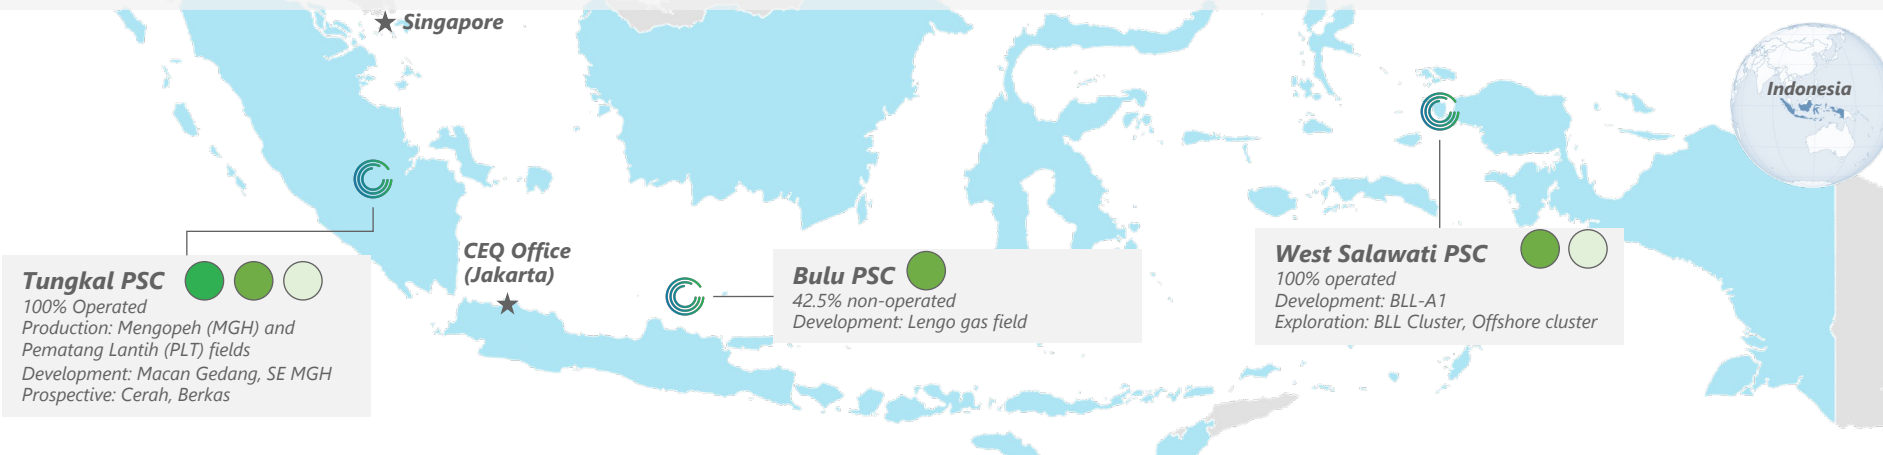 Singapore
Indonesia
Tungkal PSC
100% Operated
Production: Mengopeh (MGH) and
Pematang Lantih (PLT) fields
Development: Macan Gedang, SE MGH
Prospective: Cerah, Berkas
CEQ Office
(Jakarta)
Bulu PSC
42.5% non-operated
Development: Lengo gas field
West Salawati PSC
100% operated
Development: BLL-A1
Exploration: BLL Cluster, Offshore cluster